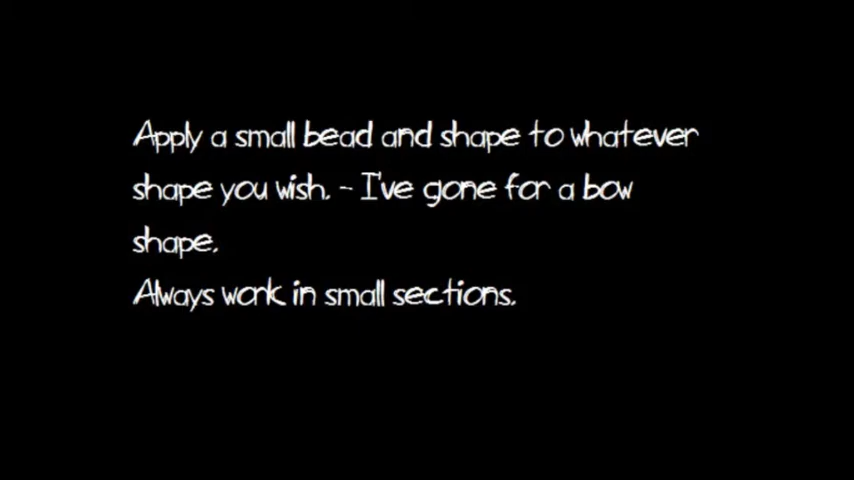 Apply a small bead and shape to whatever
shape you wish. - I've gone for a bow
shape.
Always work in small sections.